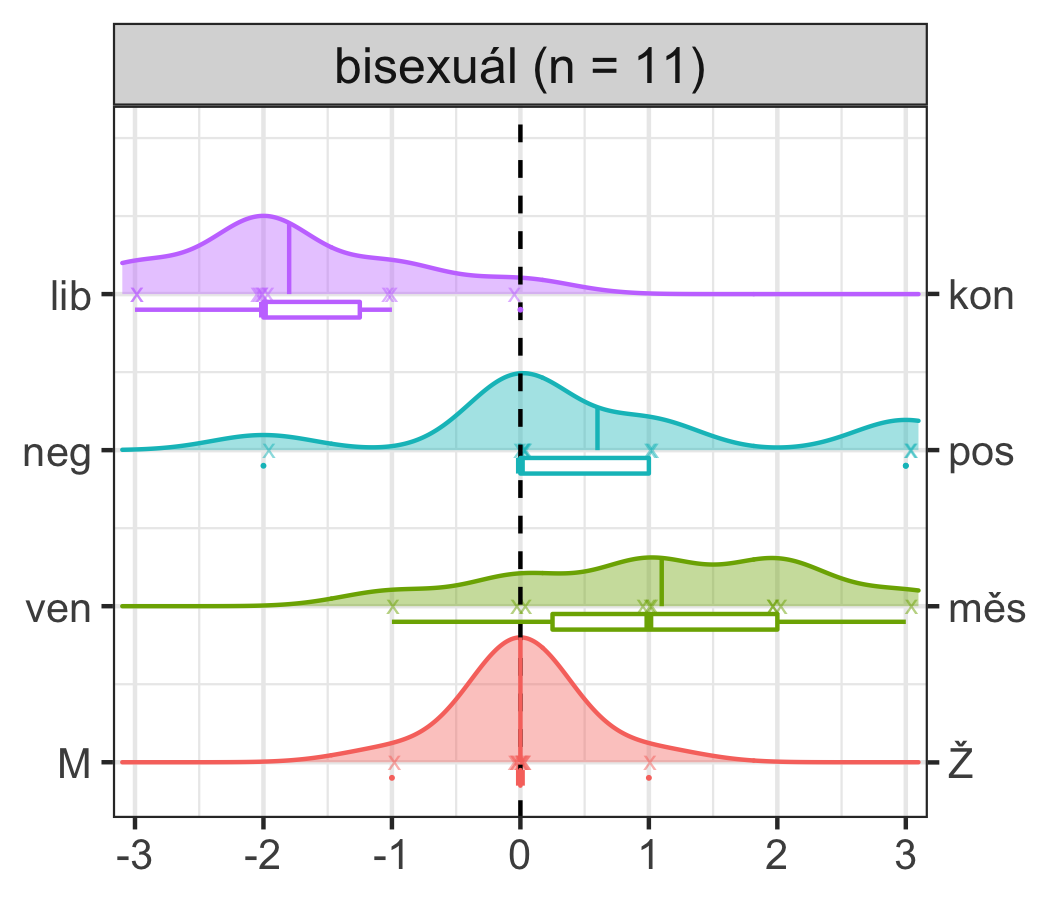 bisexuál (n = 11)
lib kon
neg pos
ven měs
M Ž
-3 -2 -1 0 1 2 3